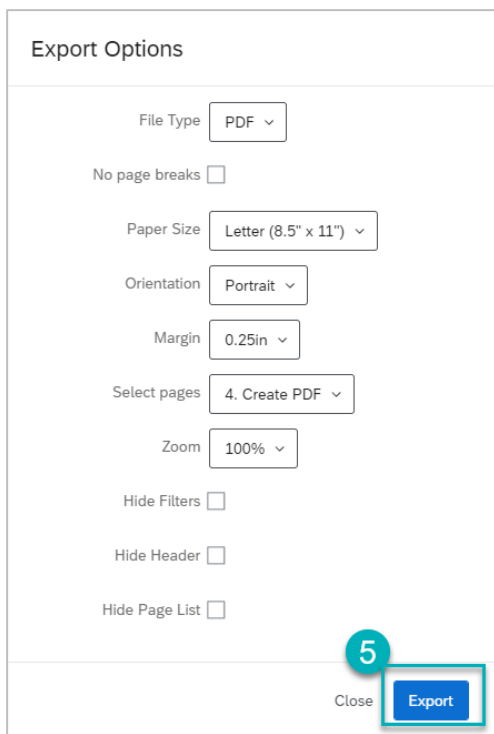 Export Options
File Type PDF
No page breaks
Paper Size Letter (8.5" x 11")
Orientation Portrait
Margin 0.25in
Select pages 4. Create PDF
Zoom 100%
Hide Filters
Hide Header
Hide Page List
5
Close Export